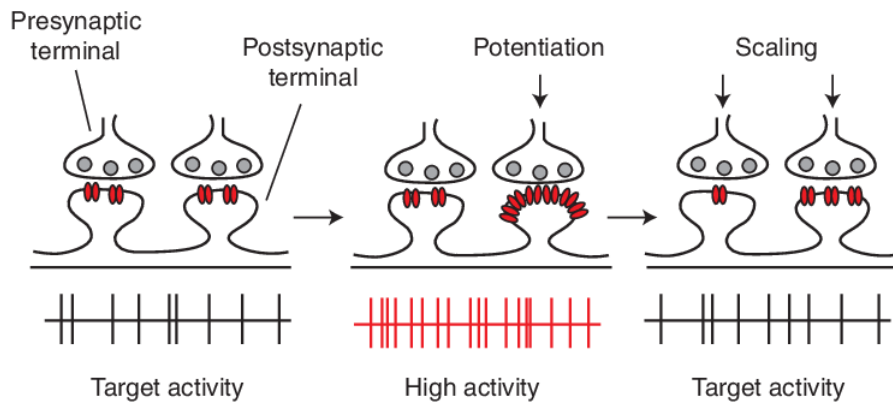 Presynaptic
terminal
Postsynaptic
terminal
Potentiation
Scaling
Target activity
High activity
Target activity